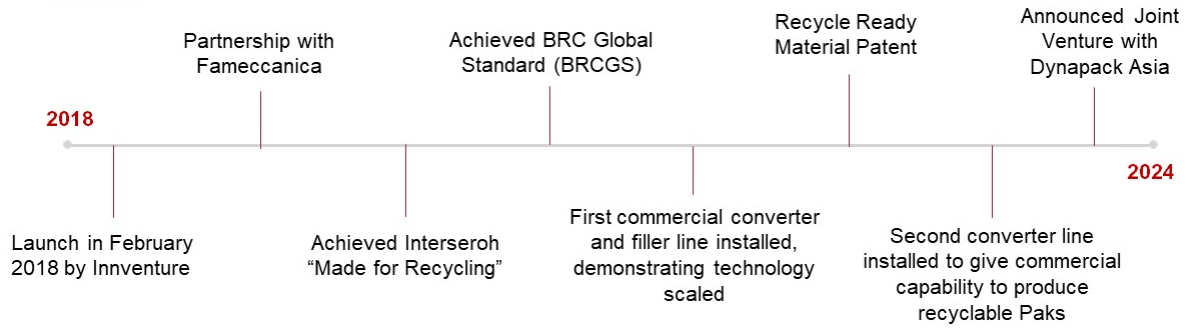 2018
Launch in February
2018 by Innventure
Partnership with
Fameccanica
Achieved Interseroh
“Made for Recycling”
Achieved BRC Global
Standard (BRCGS)
First commercial converter
and filler line installed,
demonstrating technology
scaled
Recycle Ready
Material Patent
Second converter line
installed to give commercial
capability to produce
recyclable Paks
Announced Joint
Venture with
Dynapack Asia
2024